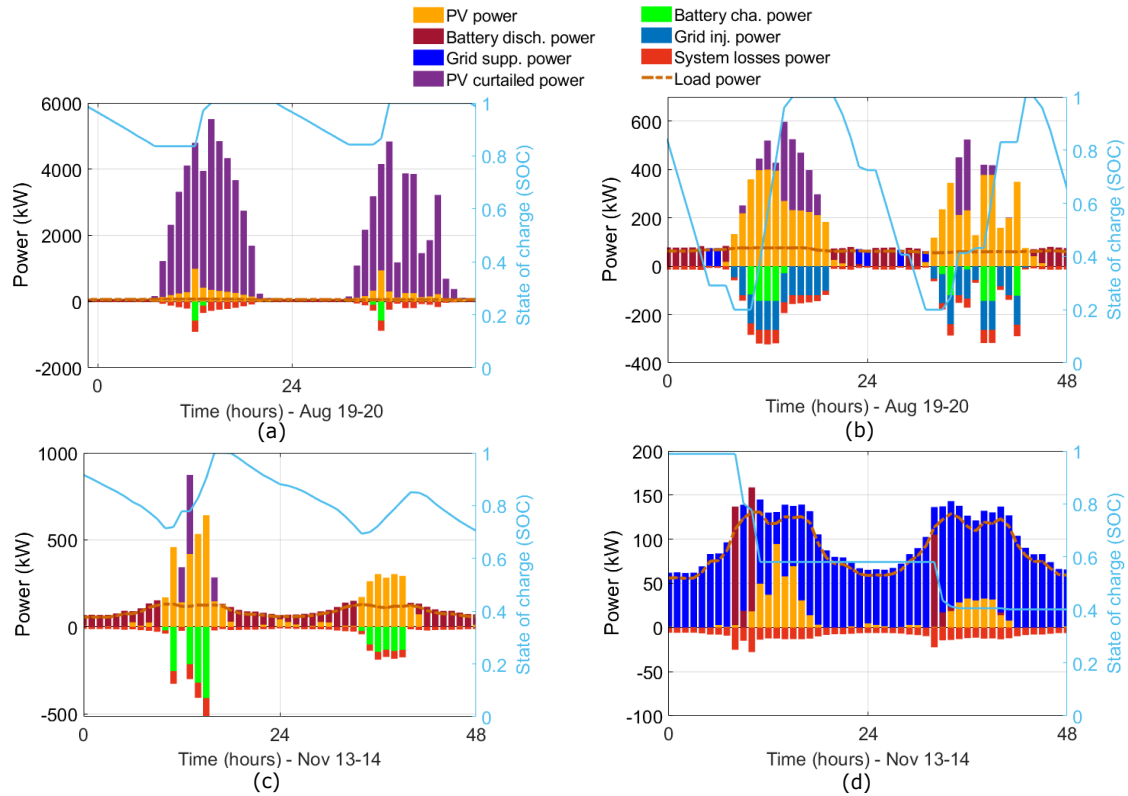 PV power
Battery disch. power
Grid supp. power
PV curtailed power
Battery cha. power
Grid inj. power
System losses power
Load power
6000
4000
2000
0
-2000
Power (kW)
1
0.8
0.6
0.4
0.2
0
State of charge (SOC)
0
24
Time (hours) - Aug 19-20
(a)
600
400
200
0
-200
-400
Power (kW)
1
0.8
0.6
0.4
0.2
0
State of charge (SOC)
0
24
48
Time (hours) - Aug 19-20
(b)
1000
500
0
-500
Power (kW)
1
0.8
0.6
0.4
0.2
0
State of charge (SOC)
0
24
48
Time (hours) - Nov 13-14
(c)
200
150
100
50
0
-50
-100
Power (kW)
1
0.8
0.6
0.4
0.2
0
State of charge (SOC)
0
24
48
Time (hours) - Nov 13-14
(d)